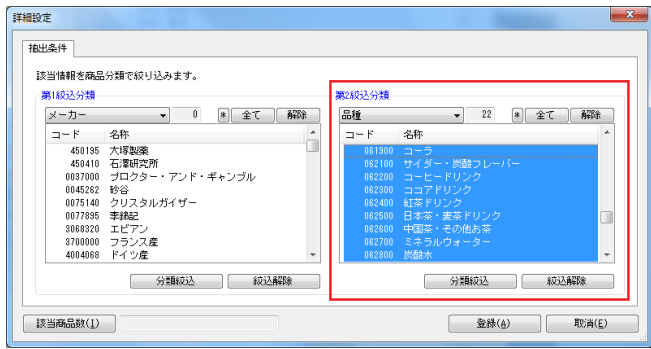 詳細設定
抽出条件
該当情報を商品分類で絞り込みます。
第1絞込分類
メーカー 0 * 全て 解除
コード 名称
450195 大塚製薬
450410 石澤研究所
0037000 プロクター・アンド・ギャンブル
0045262 砂谷
0075140 クリスタルガイザー
0077895 李錦記
3068320 エビアン
3700000 フランス産
4004068 ドイツ産
分類絞込 絞込解除
第2絞込分類
品種 22 * 全て 解除
コード 名称
061900 コーラ
062100 サイダー・炭酸フレーバー
062200 コーヒードリンク
062300 ココアドリンク
062400 紅茶ドリンク
062500 日本茶・麦茶ドリンク
062600 中国茶・その他お茶
062700 ミネラルウォーター
062800 炭酸水
分類絞込 絞込解除
該当商品数(I) 登録(A) 取消(E)